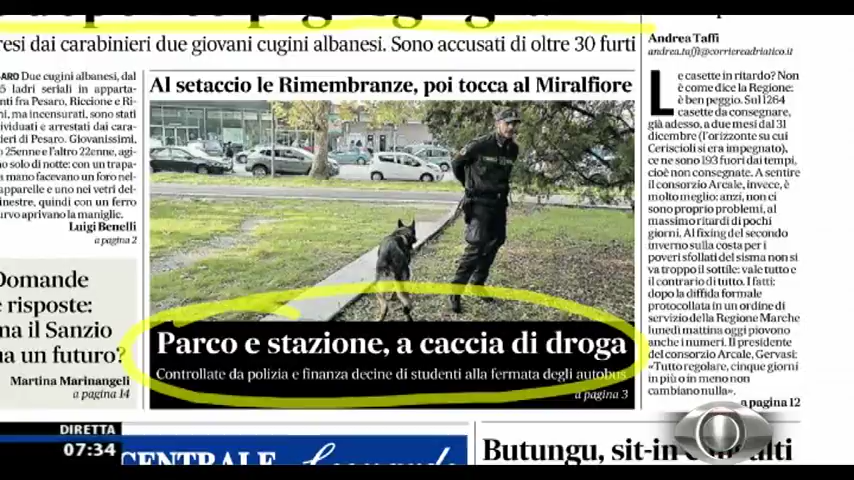 resi dai carabinieri due giovani cugini albanesi. Sono accusati di oltre 30 furti
ARO Due cugini albanesi, dal
ladri seriali in apparta-
enti fra Pesaro, Riccione e Ri-
ni, ma incensurati, sono stati
dividuati e arrestati dai cara-
nieri di Pesaro. Giovanissimi,
o 25enne e l'altro 22enne, agi-
no solo di notte: con un trapa-
a mano facevano un foro nel-
apparelle e uno nei vetri del-
inestre, quindi con un ferro
urvo aprivano la maniglie.
Luigi Benelli
a pagina 2
Domande
e risposte:
ma il Sanzio
ha un futuro?
Martina Marinangeli
a pagina 14
Al setaccio le Rimembranze, poi tocca al Miralfiore
Parco e stazione, a caccia di droga
Controllate da polizia e finanza decine di studenti alla fermata degli autobus
a pagina 3
Andrea Taffi
andrea.taffi@corriereadriatico.it
Le casette in ritardo? Non
è come dice la Regione:
è ben peggio. Sul 1264
casette da consegnare,
già adesso, a due mesi dal 31
dicembre (l'orizzonte su cui
Ceriscioli si era impegnato),
ce ne sono 193 fuori dai tempi,
cioè non consegnate. A sentire
il consorzio Arcale, invece, è
molto meglio: anzi, non ci
sono proprio problemi, al
massimo ritardi di pochi
giorni. Al fixing del secondo
inverno sulla costa per i
poveri sfollati del sisma non si
va troppo il sottile: vale tutto e
il contrario di tutto. I fatti:
dopo la diffida formale
protocollata in un ordine di
servizio della Regione Marche
lunedì mattina oggi piovono
anche i numeri. Il presidente
del consorzio Arcale, Gervasi:
«Tutto regolare, cinque giorni
in più o in meno non
cambiano nulla».
a pagina 12
DIRETTA
07:34
CENTRALE
Butungu, sit-in